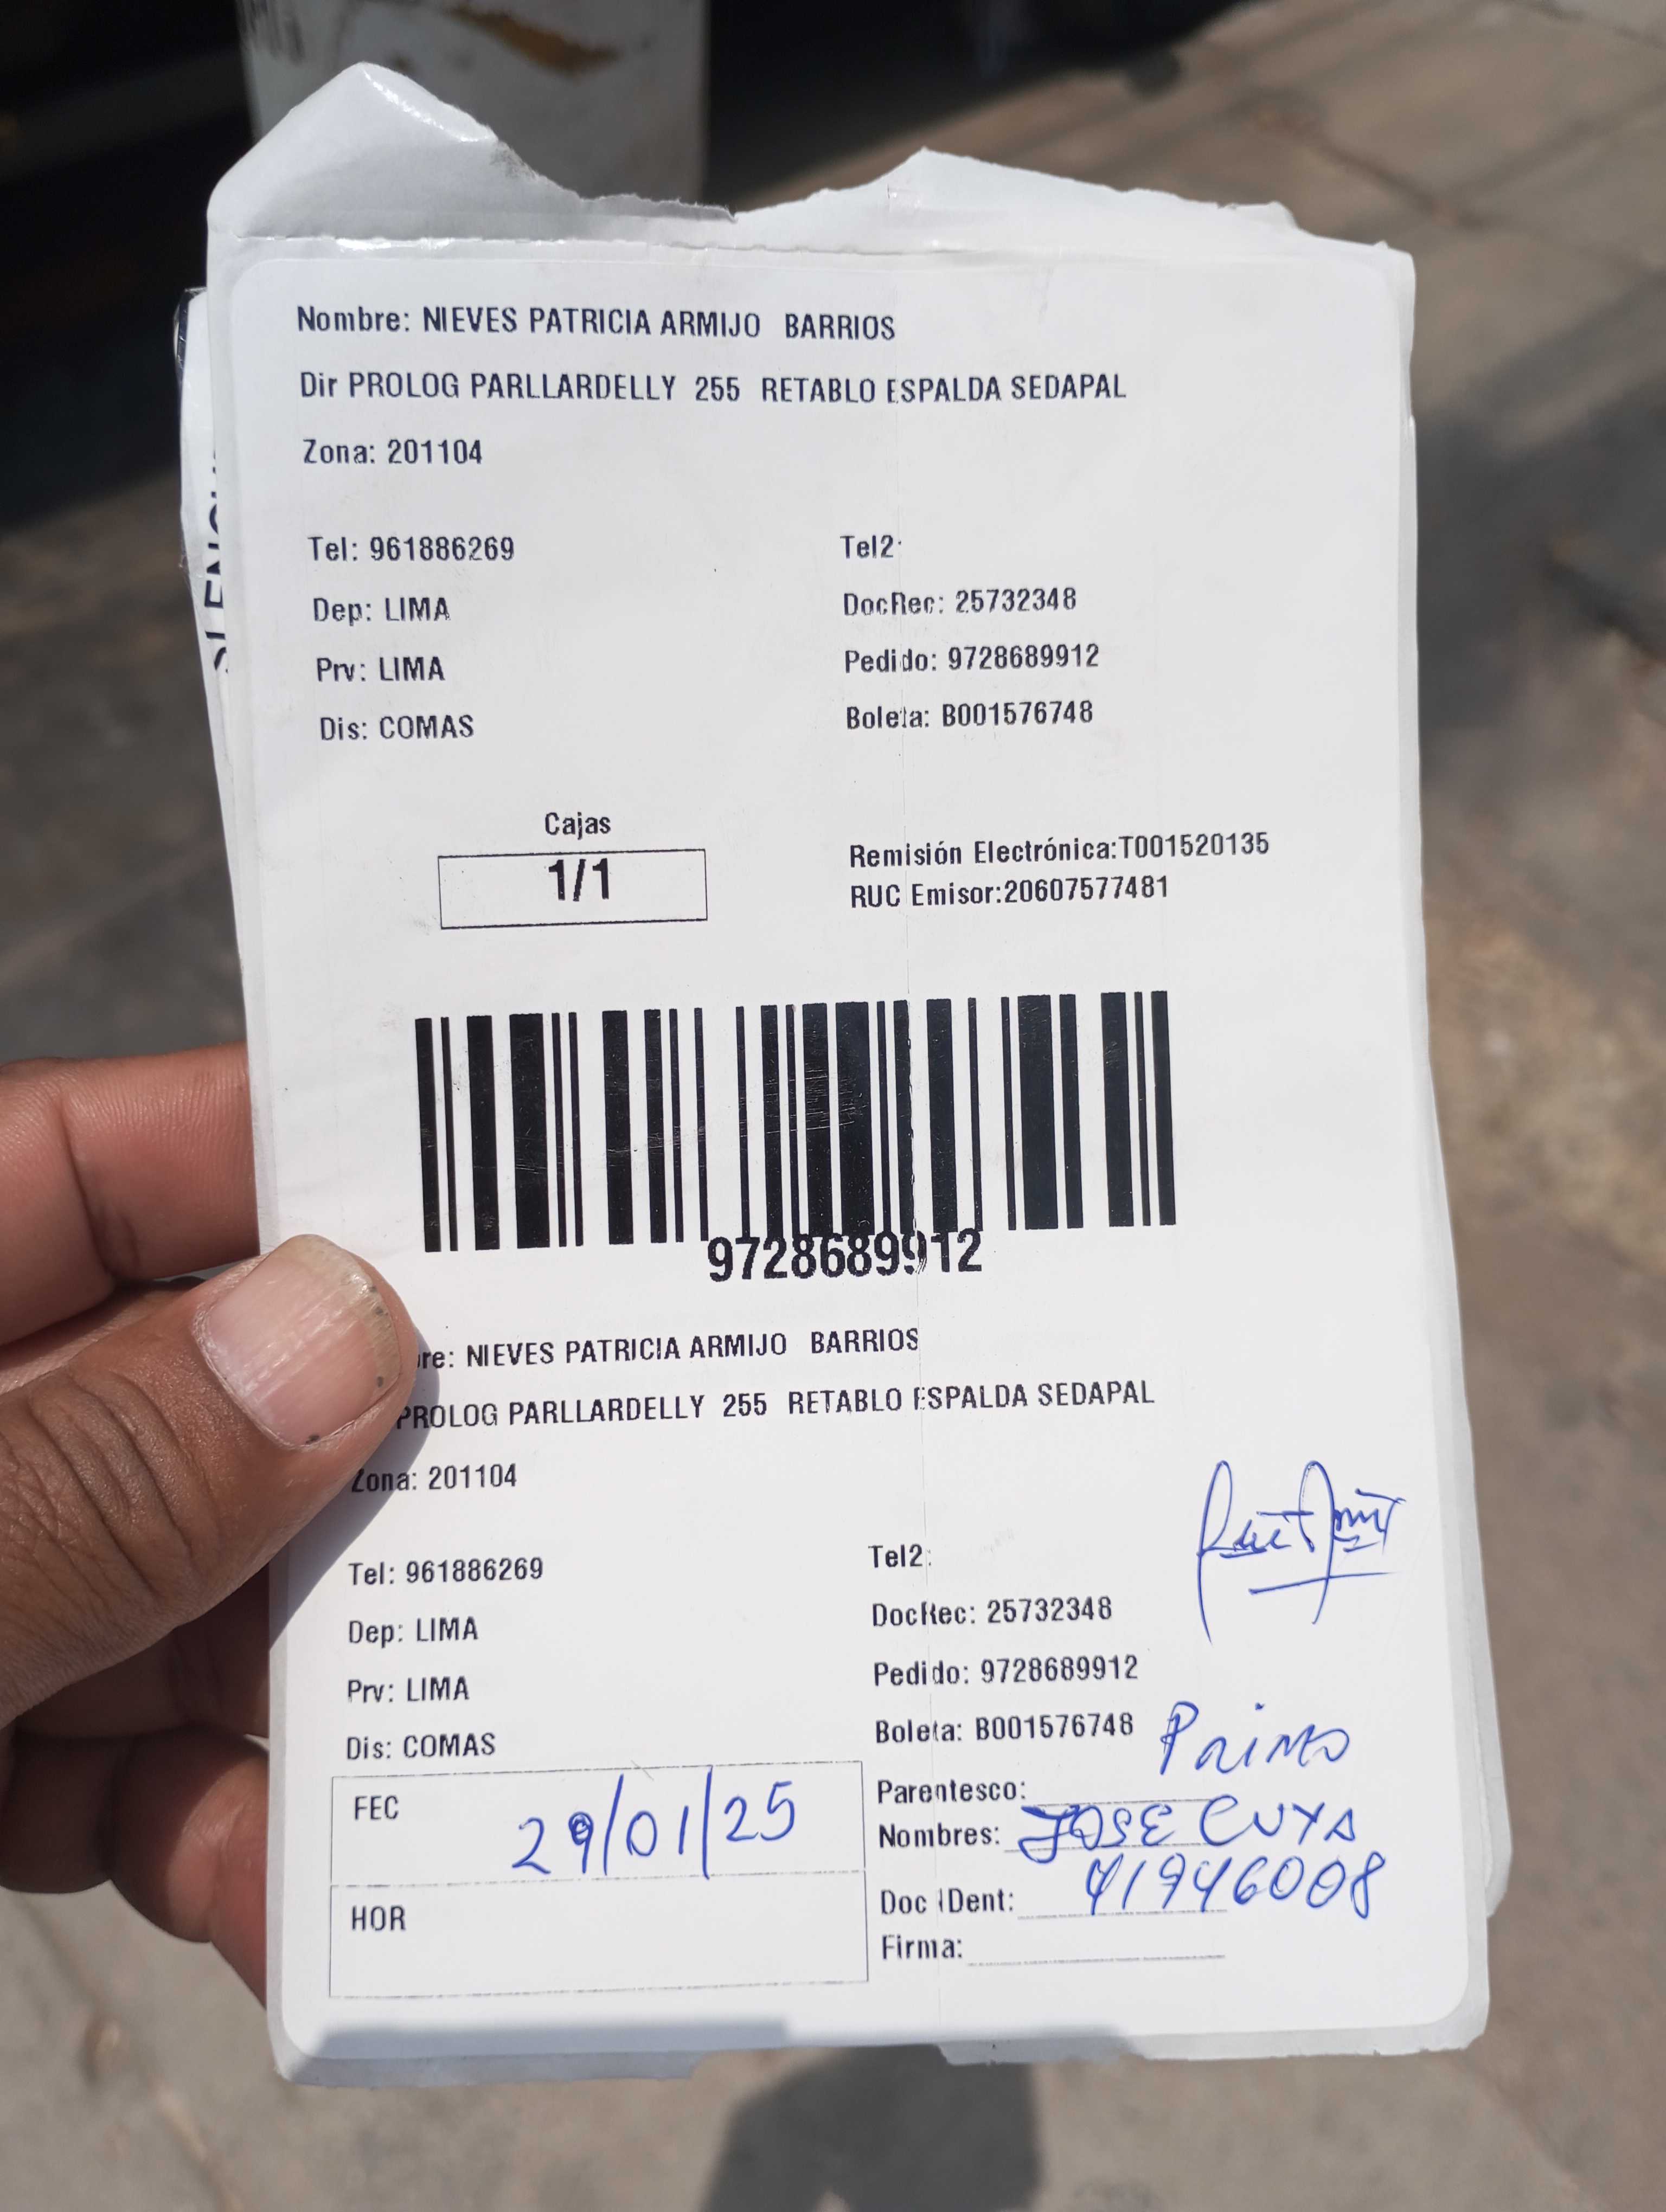 Nombre: NIEVES PATRICIA ARMIJO BARRIOS
Dir PROLOG PARLLARDELLY 255 RETABLO ESPALDA SEDAPAL
Zona: 201104
Tel: 961886269
Tel2:
Dep: LIMA
DocRec: 25732348
Prv: LIMA
Pedido: 9728689912
Dis: COMAS
Boleta: B001576748
Cajas
1/1
Remisión Electrónica:T001520135
RUC Emisor:20607577481
9728689912
re: NIEVES PATRICIA ARMIJO BARRIOS
PROLOG PARLLARDELLY 255 RETABLO ESPALDA SEDAPAL
Zona: 201104
Tel: 961886269
Tel2:
Dep: LIMA
DocRec: 25732348
Prv: LIMA
Pedido: 9728689912
Dis: COMAS
Boleta: B001576748
FEC 29/01/25
HOR
Parentesco: Primo
Nombres: JOSE CUYA
Doc IDent: 41946008
Firma: